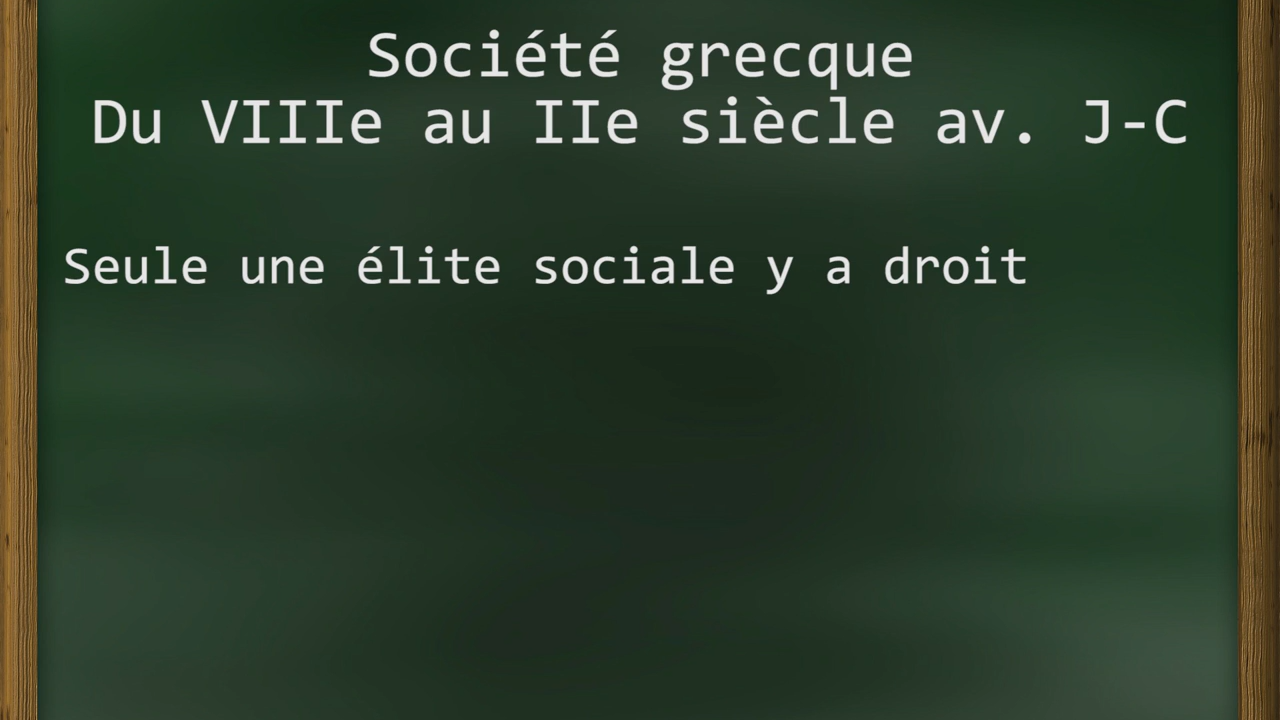 Société grecque
Du VIIIe au IIe siècle av. J-C
Seule une élite sociale y a droit